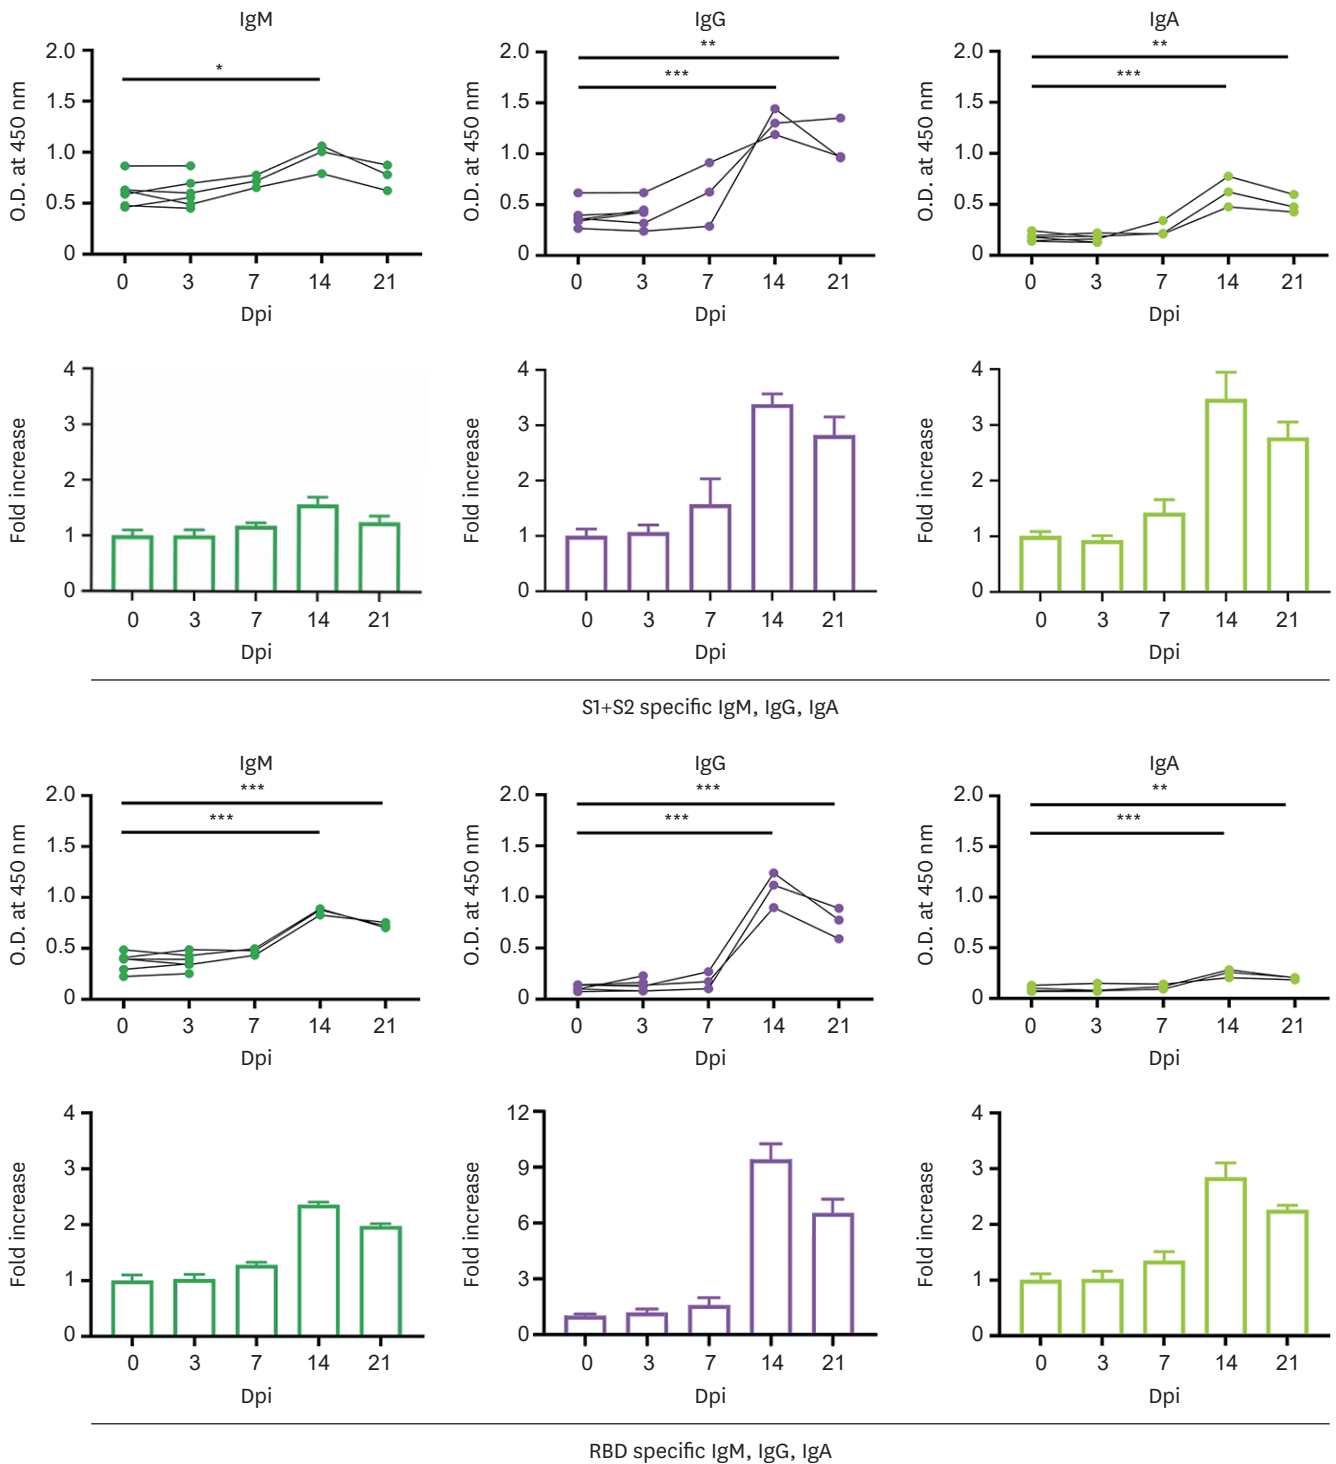 IgM
IgG
IgA
2.0
1.5
1.0
0.5
0
O.D. at 450 nm
*
0 3 7 14 21
Dpi
2.0
1.5
1.0
0.5
0
O.D. at 450 nm
**
***
0 3 7 14 21
Dpi
2.0
1.5
1.0
0.5
0
O.D. at 450 nm
**
***
0 3 7 14 21
Dpi
4
3
2
1
0
Fold increase
0 3 7 14 21
Dpi
4
3
2
1
0
Fold increase
0 3 7 14 21
Dpi
4
3
2
1
0
Fold increase
0 3 7 14 21
Dpi
S1+S2 specific IgM, IgG, IgA
IgM
IgG
IgA
2.0
1.5
1.0
0.5
0
O.D. at 450 nm
***
***
0 3 7 14 21
Dpi
2.0
1.5
1.0
0.5
0
O.D. at 450 nm
***
***
0 3 7 14 21
Dpi
2.0
1.5
1.0
0.5
0
O.D. at 450 nm
**
***
0 3 7 14 21
Dpi
4
3
2
1
0
Fold increase
0 3 7 14 21
Dpi
12
9
6
3
0
Fold increase
0 3 7 14 21
Dpi
4
3
2
1
0
Fold increase
0 3 7 14 21
Dpi
RBD specific IgM, IgG, IgA